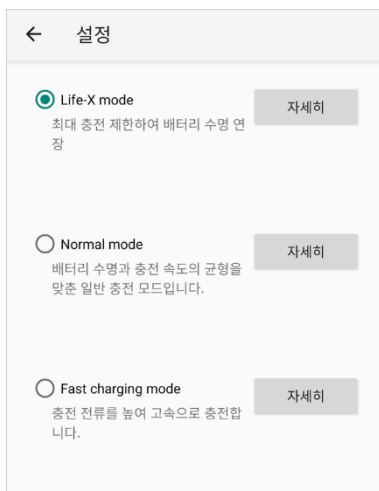 ← 설정
Life-X mode
자세히
최대 충전 제한하여 배터리 수명 연
장
Normal mode
자세히
배터리 수명과 충전 속도의 균형을
맞춘 일반 충전 모드입니다.
Fast charging mode
자세히
충전 전류를 높여 고속으로 충전합
니다.